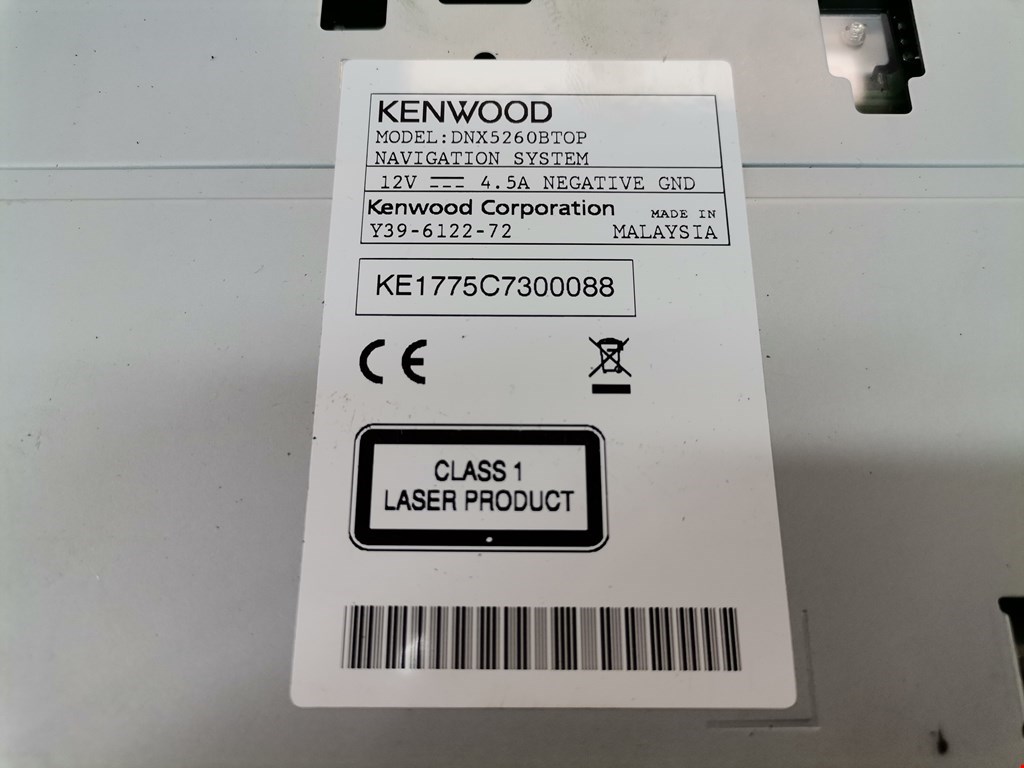 KENWOOD
MODEL:DNX5260BTOP
NAVIGATION SYSTEM
12V 4.5A NEGATIVE GND
Kenwood Corporation MADE IN
Y39-6122-72 MALAYSIA
KE1775C7300088
CE
CLASS 1
LASER PRODUCT